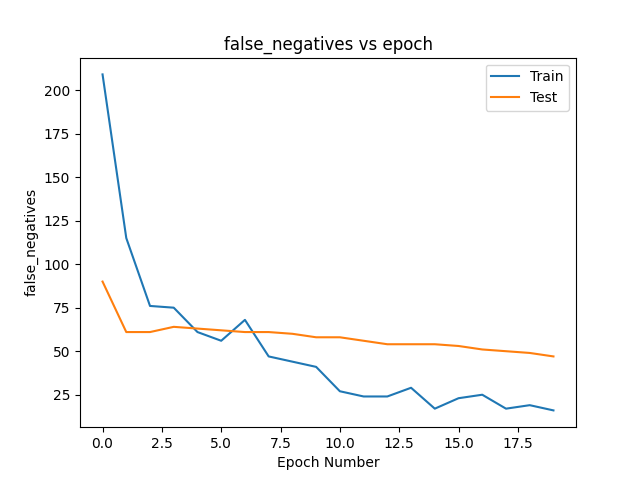 false_negatives vs epoch
Train
Test
false_negatives
200
175
150
125
100
75
50
25
0.0 2.5 5.0 7.5 10.0 12.5 15.0 17.5
Epoch Number